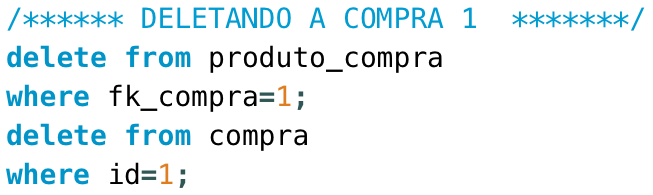 /****** DELETANDO A COMPRA 1  *******/
delete from produto_compra
where fk_compra=1;
delete from compra
where id=1;